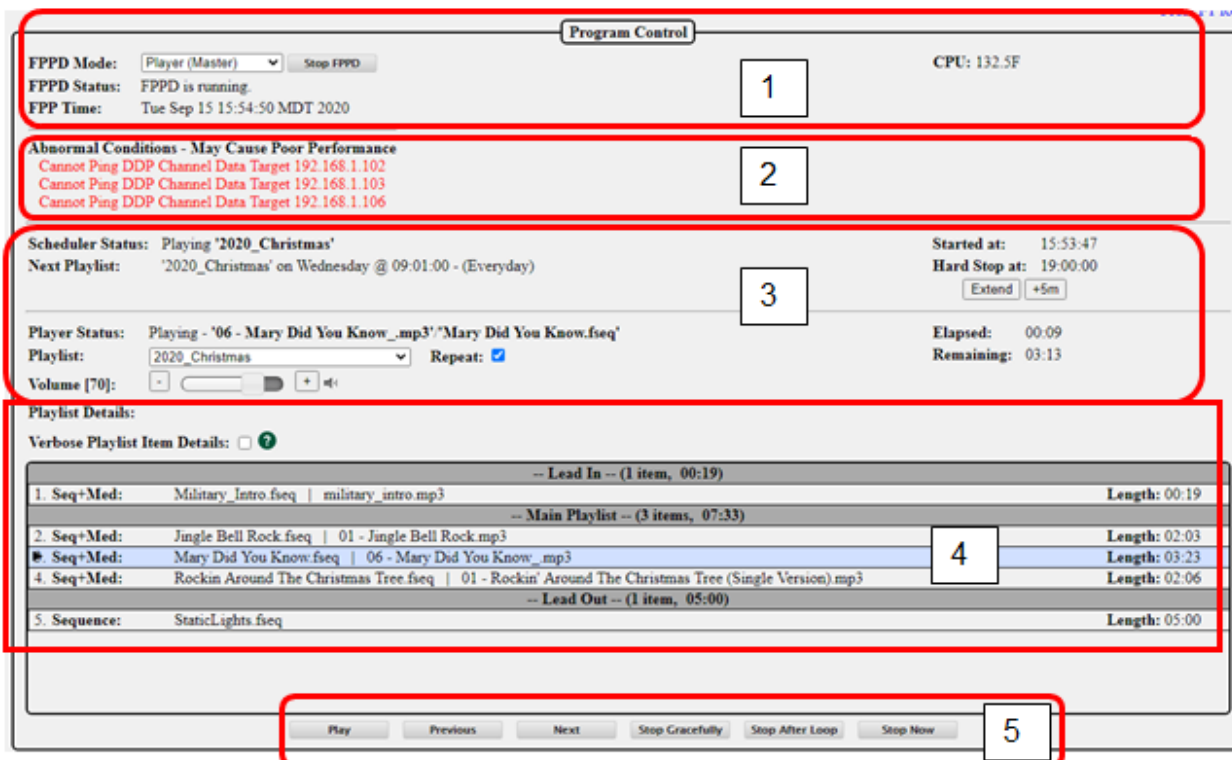 Program Control
FPPD Mode: Player (Master) Stop FPPD CPU: 132.5F
FPPD Status: FPPD is running.
FPP Time: Tue Sep 15 15:54:50 MDT 2020
1
Abnormal Conditions - May Cause Poor Performance
Cannot Ping DDP Channel Data Target 192.168.1.102
Cannot Ping DDP Channel Data Target 192.168.1.103
Cannot Ping DDP Channel Data Target 192.168.1.106
2
Scheduler Status: Playing '2020_Christmas' Started at: 15:53:47
Next Playlist: '2020_Christmas' on Wednesday @ 09:01:00 - (Everyday) Hard Stop at: 19:00:00
Extend +5m
3
Player Status: Playing - '06 - Mary Did You Know_.mp3'/'Mary Did You Know.fseq' Elapsed: 00:09
Playlist: 2020_Christmas Repeat: Remaining: 03:13
Volume [70]: - +
Playlist Details:
Verbose Playlist Item Details: ?
-- Lead In -- (1 item, 00:19)
1. Seq+Med: Military_Intro.fseq | military_intro.mp3 Length: 00:19
-- Main Playlist -- (3 items, 07:33)
2. Seq+Med: Jingle Bell Rock.fseq | 01 - Jingle Bell Rock.mp3 Length: 02:03
. Seq+Med: Mary Did You Know.fseq | 06 - Mary Did You Know_.mp3 Length: 03:23
4. Seq+Med: Rockin Around The Christmas Tree.fseq | 01 - Rockin' Around The Christmas Tree (Single Version).mp3 Length: 02:06
-- Lead Out -- (1 item, 05:00)
5. Sequence: StaticLights.fseq Length: 05:00
4
Play Previous Next Stop Gracefully Stop After Loop Stop Now
5